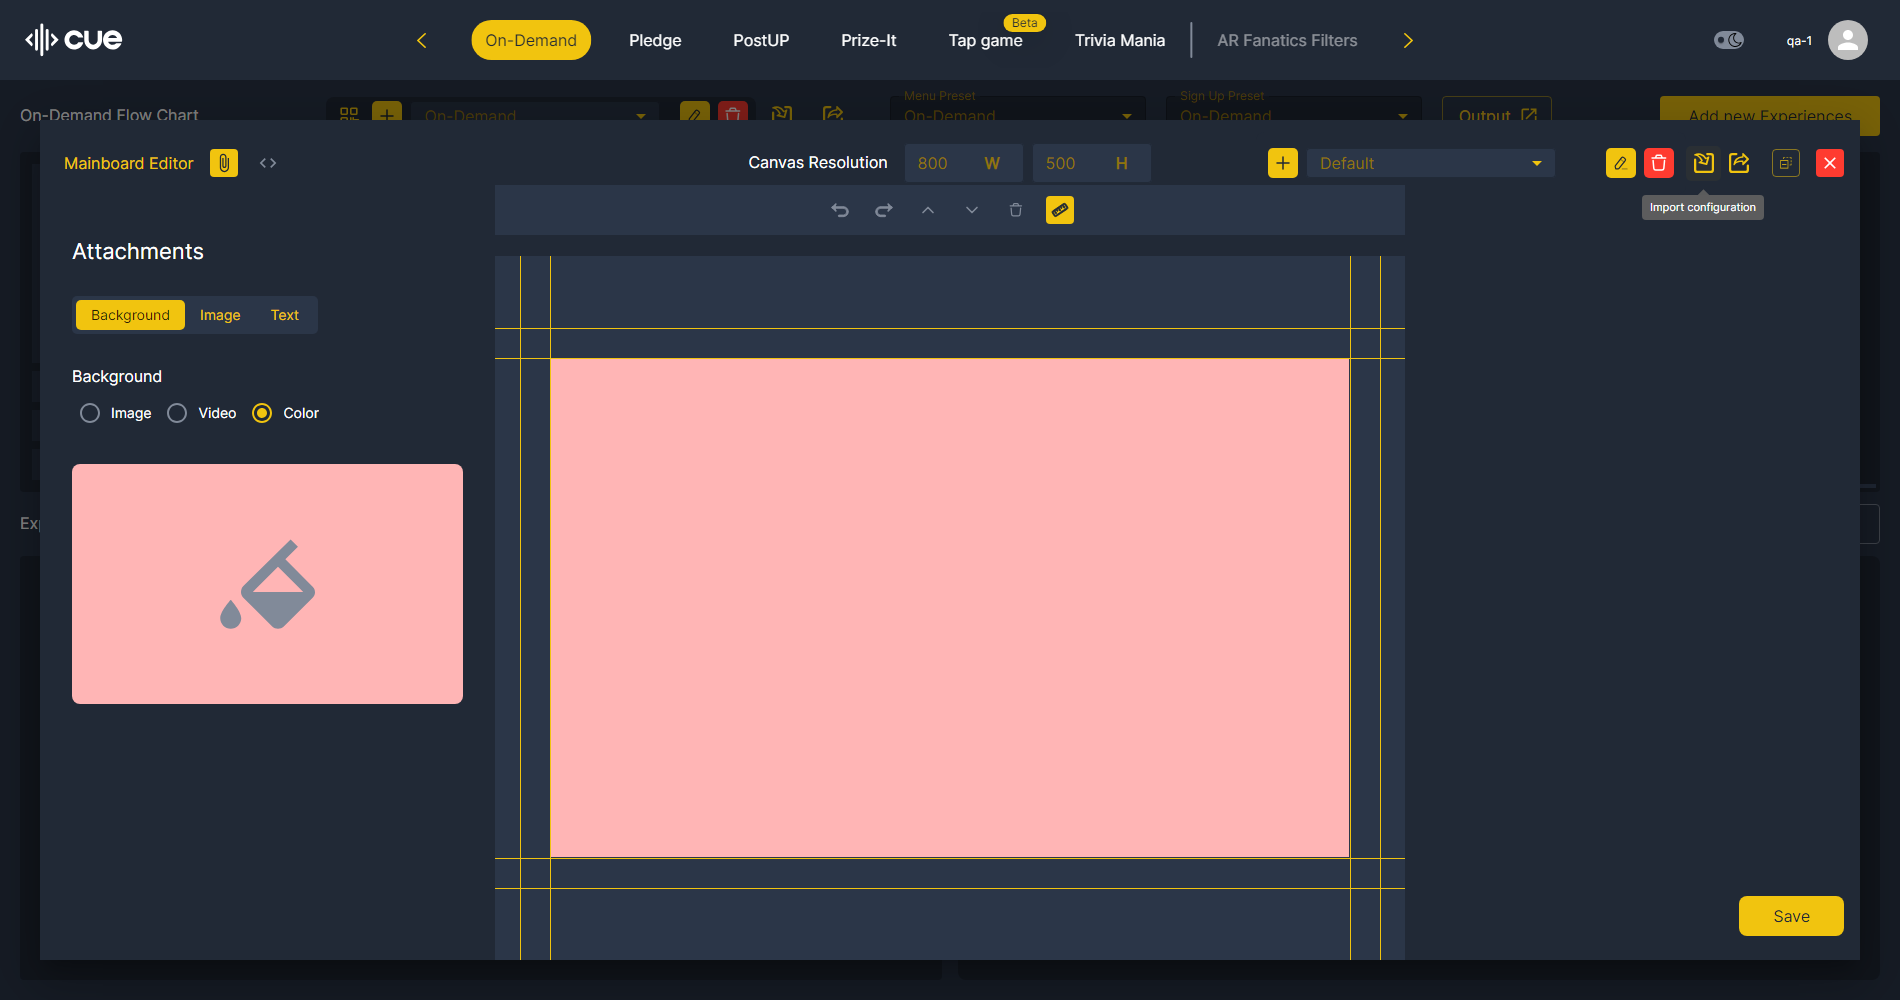 cue
On-Demand
Pledge
PostUP
Prize-It
Tap game
Beta
Trivia Mania
AR Fanatics Filters
qa-1
On-Demand Flow Chart
On-Demand
Menu Preset
On-Demand
Sign Up Preset
On-Demand
Output
Add new Experiences
Mainboard Editor
Canvas Resolution
800 W
500 H
Default
Import configuration
Attachments
Background
Image
Text
Background
Image
Video
Color
Save